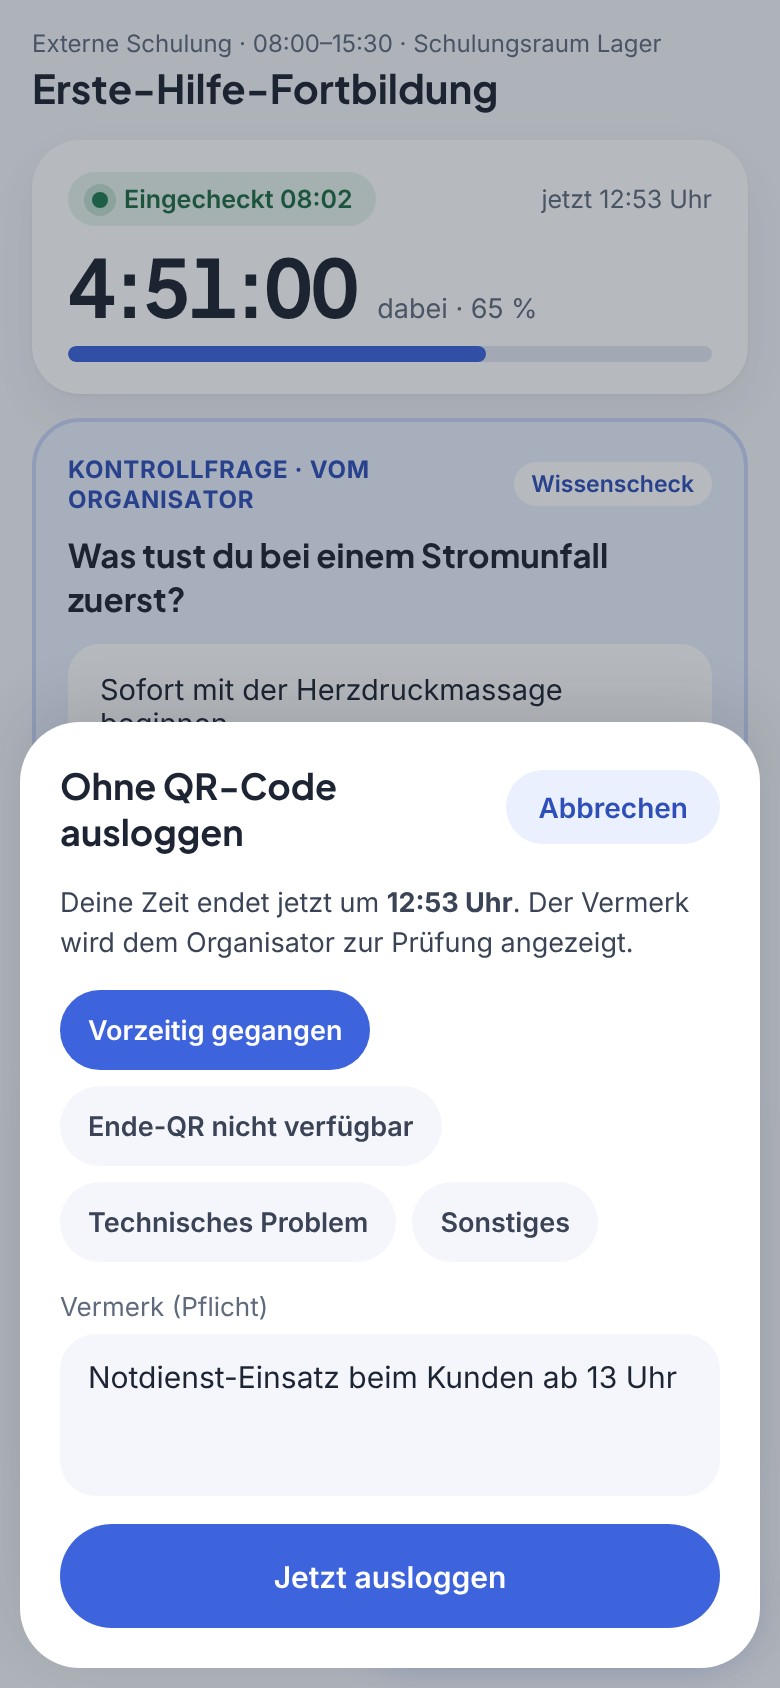 Externe Schulung · 08:00–15:30 · Schulungsraum Lager
Erste-Hilfe-Fortbildung
Eingecheckt 08:02
jetzt 12:53 Uhr
4:51:00 dabei · 65 %
KONTROLLFRAGE · VOM
ORGANISATOR
Wissenscheck
Was tust du bei einem Stromunfall
zuerst?
Sofort mit der Herzdruckmassage
beginnen
Ohne QR-Code
ausloggen
Abbrechen
Deine Zeit endet jetzt um 12:53 Uhr. Der Vermerk
wird dem Organisator zur Prüfung angezeigt.
Vorzeitig gegangen
Ende-QR nicht verfügbar
Technisches Problem
Sonstiges
Vermerk (Pflicht)
Notdienst-Einsatz beim Kunden ab 13 Uhr
Jetzt ausloggen